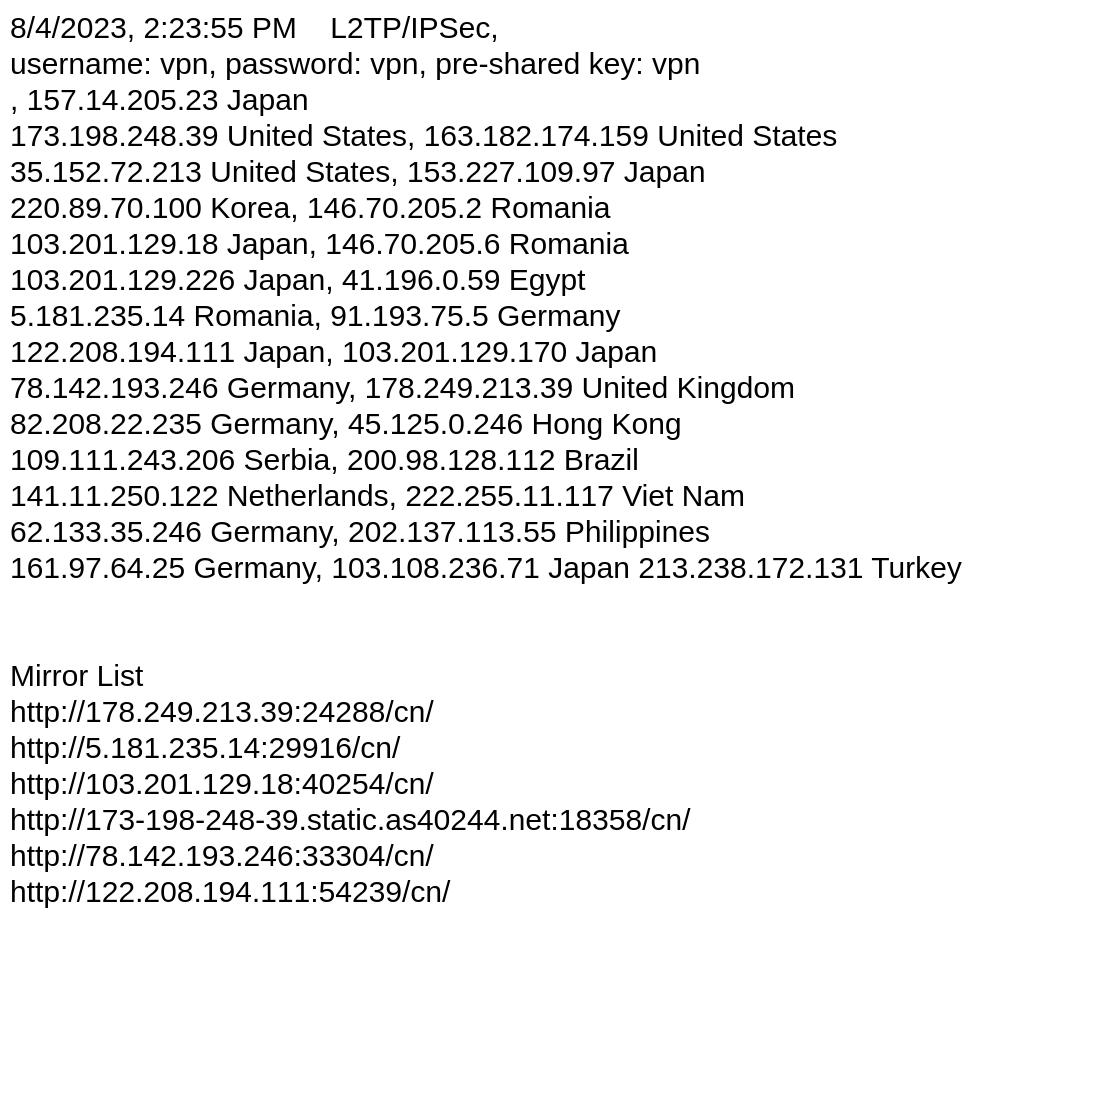 8/4/2023, 2:23:55 PM    L2TP/IPSec,
username: vpn, password: vpn, pre-shared key: vpn
, 157.14.205.23 Japan
173.198.248.39 United States, 163.182.174.159 United States
35.152.72.213 United States, 153.227.109.97 Japan
220.89.70.100 Korea, 146.70.205.2 Romania
103.201.129.18 Japan, 146.70.205.6 Romania
103.201.129.226 Japan, 41.196.0.59 Egypt
5.181.235.14 Romania, 91.193.75.5 Germany
122.208.194.111 Japan, 103.201.129.170 Japan
78.142.193.246 Germany, 178.249.213.39 United Kingdom
82.208.22.235 Germany, 45.125.0.246 Hong Kong
109.111.243.206 Serbia, 200.98.128.112 Brazil
141.11.250.122 Netherlands, 222.255.11.117 Viet Nam
62.133.35.246 Germany, 202.137.113.55 Philippines
161.97.64.25 Germany, 103.108.236.71 Japan 213.238.172.131 Turkey
Mirror List
http://178.249.213.39:24288/cn/
http://5.181.235.14:29916/cn/
http://103.201.129.18:40254/cn/
http://173-198-248-39.static.as40244.net:18358/cn/
http://78.142.193.246:33304/cn/
http://122.208.194.111:54239/cn/